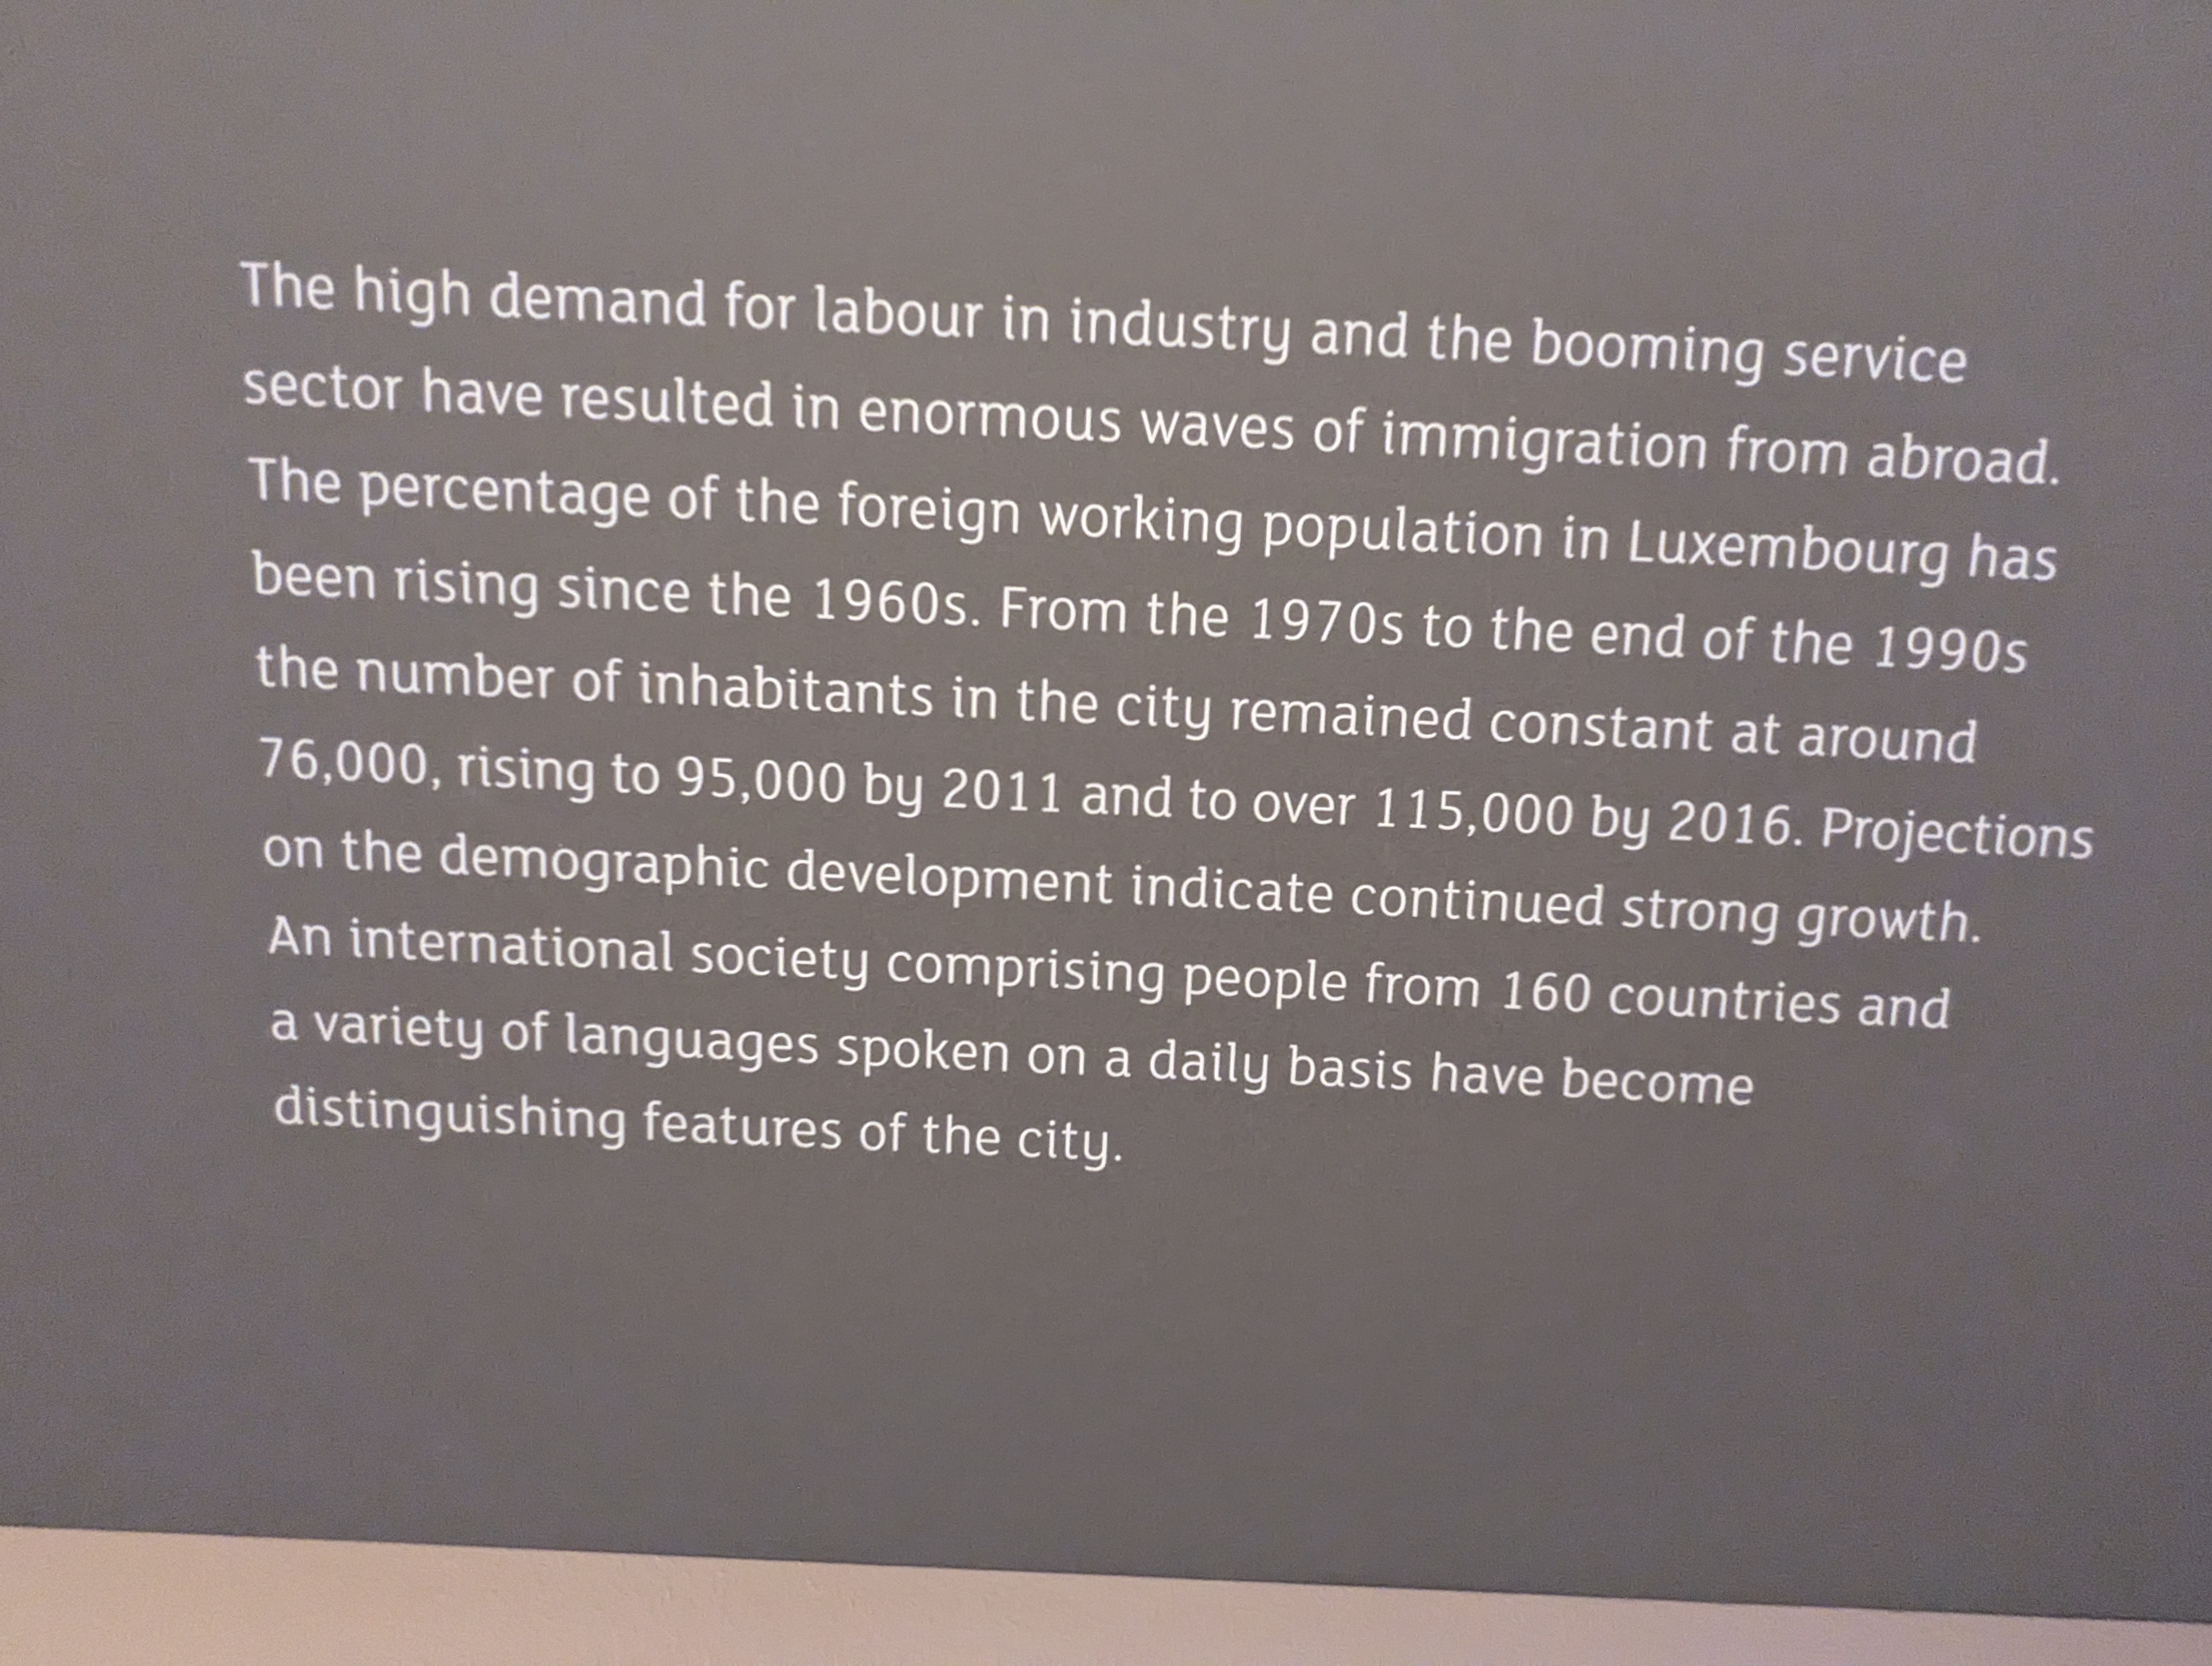 The high demand for labour in industry and the booming service
sector have resulted in enormous waves of immigration from abroad.
The percentage of the foreign working population in Luxembourg has
been rising since the 1960s. From the 1970s to the end of the 1990s
the number of inhabitants in the city remained constant at around
76,000, rising to 95,000 by 2011 and to over 115,000 by 2016. Projections
on the demographic development indicate continued strong growth.
An international society comprising people from 160 countries and
a variety of languages spoken on a daily basis have become
distinguishing features of the city.